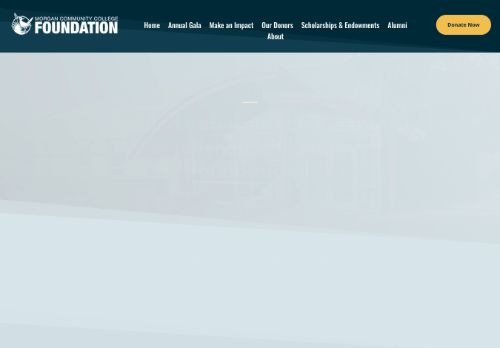 MORGAN COMMUNITY COLLEGE
FOUNDATION
Home Annual Gala Make an Impact Our Donors Scholarships & Endowments Alumni
About
Donate Now